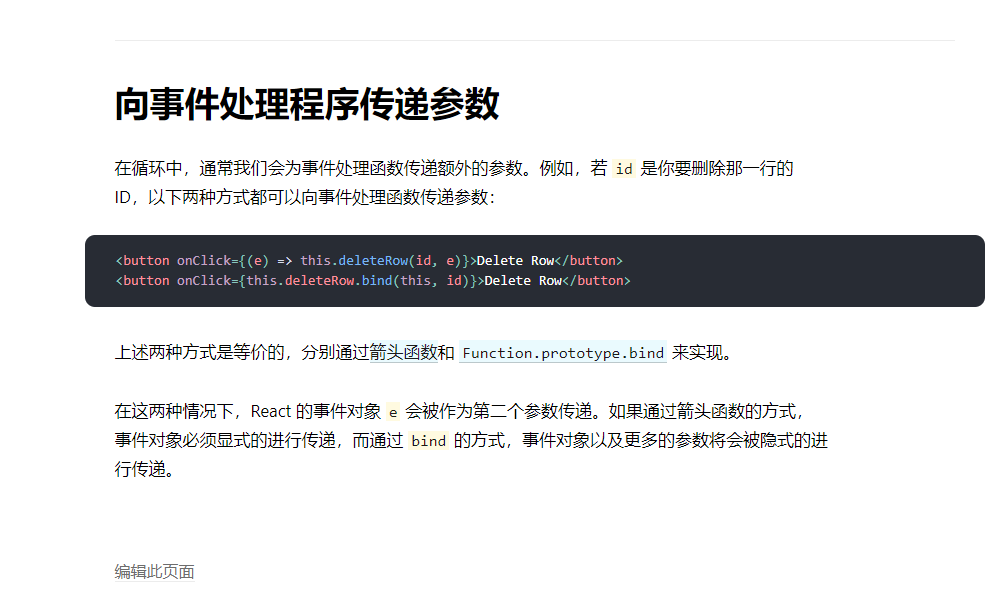 向事件处理程序传递参数
在循环中，通常我们会为事件处理函数传递额外的参数。例如，若 id 是你要删除那一行的
ID，以下两种方式都可以向事件处理函数传递参数：
<button onClick={(e) => this.deleteRow(id, e)}>Delete Row</button>
<button onClick={this.deleteRow.bind(this, id)}>Delete Row</button>
上述两种方式是等价的，分别通过箭头函数和 Function.prototype.bind 来实现。
在这两种情况下，React 的事件对象 e 会被作为第二个参数传递。如果通过箭头函数的方式，
事件对象必须显式的进行传递，而通过 bind 的方式，事件对象以及更多的参数将会被隐式的进
行传递。
编辑此页面